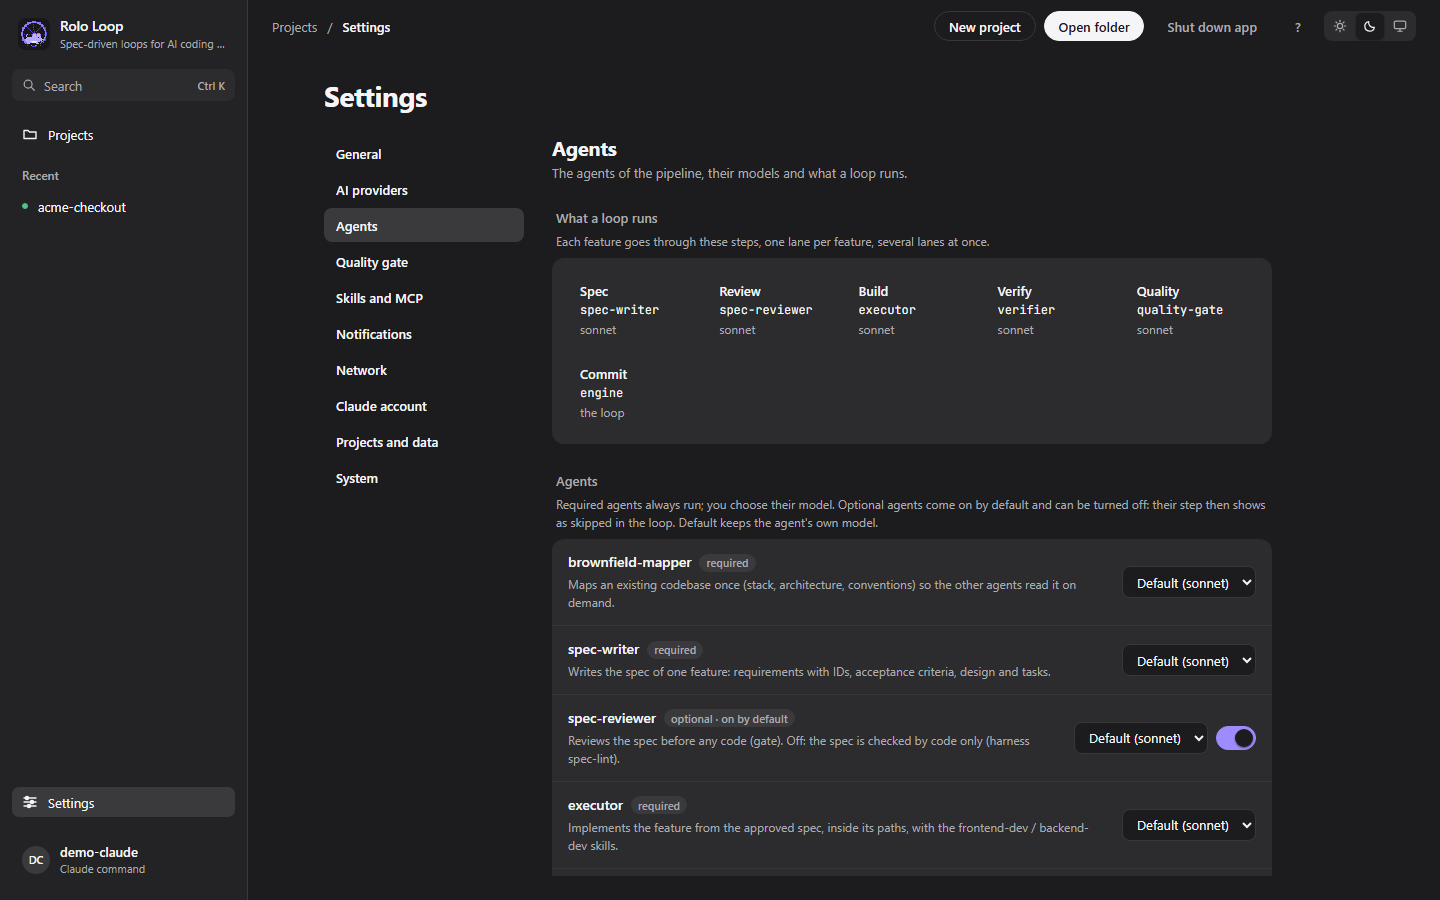 Rolo Loop
Spec-driven loops for AI coding ...
Search
Ctrl K
Projects
Recent
acme-checkout
Settings
DC
demo-claude
Claude command
Projects / Settings
New project
Open folder
Shut down app
?
Settings
General
AI providers
Agents
Quality gate
Skills and MCP
Notifications
Network
Claude account
Projects and data
System
Agents
The agents of the pipeline, their models and what a loop runs.
What a loop runs
Each feature goes through these steps, one lane per feature, several lanes at once.
Spec
spec-writer
sonnet
Review
spec-reviewer
sonnet
Build
executor
sonnet
Verify
verifier
sonnet
Quality
quality-gate
sonnet
Commit
engine
the loop
Agents
Required agents always run; you choose their model. Optional agents come on by default and can be turned off: their step then shows
as skipped in the loop. Default keeps the agent's own model.
brownfield-mapper required
Maps an existing codebase once (stack, architecture, conventions) so the other agents read it on
demand.
Default (sonnet)
spec-writer required
Writes the spec of one feature: requirements with IDs, acceptance criteria, design and tasks.
Default (sonnet)
spec-reviewer optional · on by default
Reviews the spec before any code (gate). Off: the spec is checked by code only (harness
spec-lint).
Default (sonnet)
executor required
Implements the feature from the approved spec, inside its paths, with the frontend-dev / backend-
dev skills.
Default (sonnet)